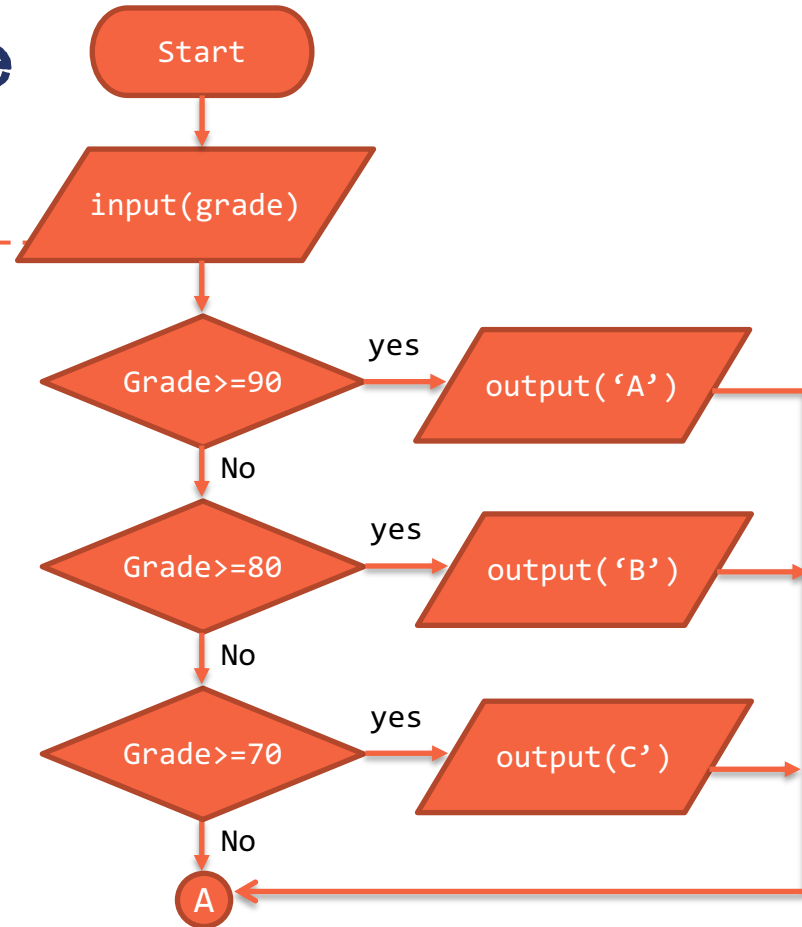 e
Start
input(grade)
Grade>=90
yes
output(‘A’)
No
Grade>=80
yes
output(‘B’)
No
Grade>=70
yes
output(C’)
No
A